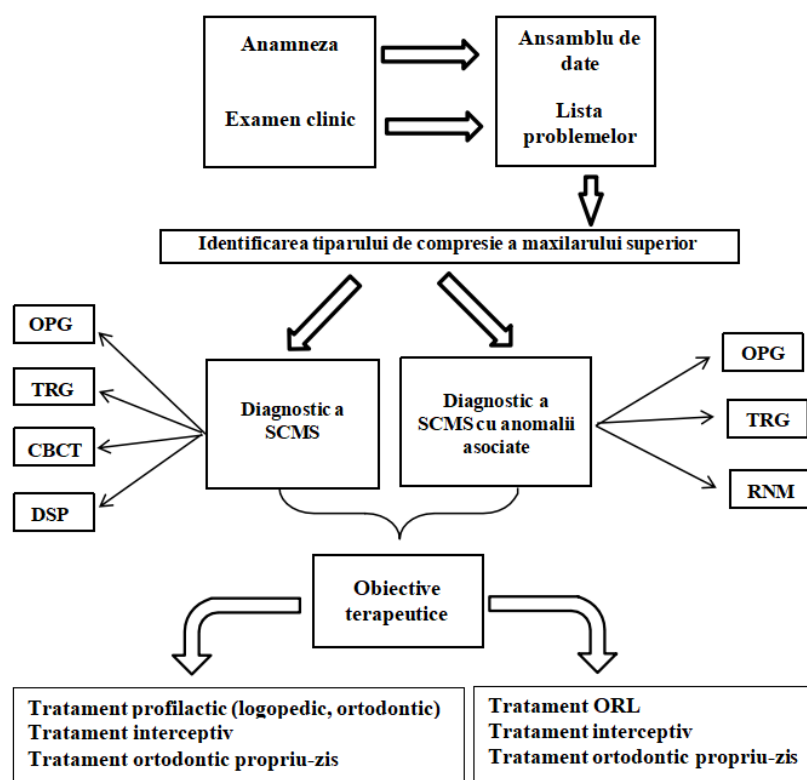 Anamneza
Examen clinic
Ansamblu de
date
Lista
problemelor
Identificarea tiparului de compresie a maxilarului superior
OPG
TRG
CBCT
DSP
Diagnostic a
SCMS
Diagnostic a
SCMS cu anomalii
asociate
OPG
TRG
RNM
Obiective
terapeutice
Tratament profilactic (logopedic, ortodontic)
Tratament interceptiv
Tratament ortodontic propriu-zis
Tratament ORL
Tratament interceptiv
Tratament ortodontic propriu-zis